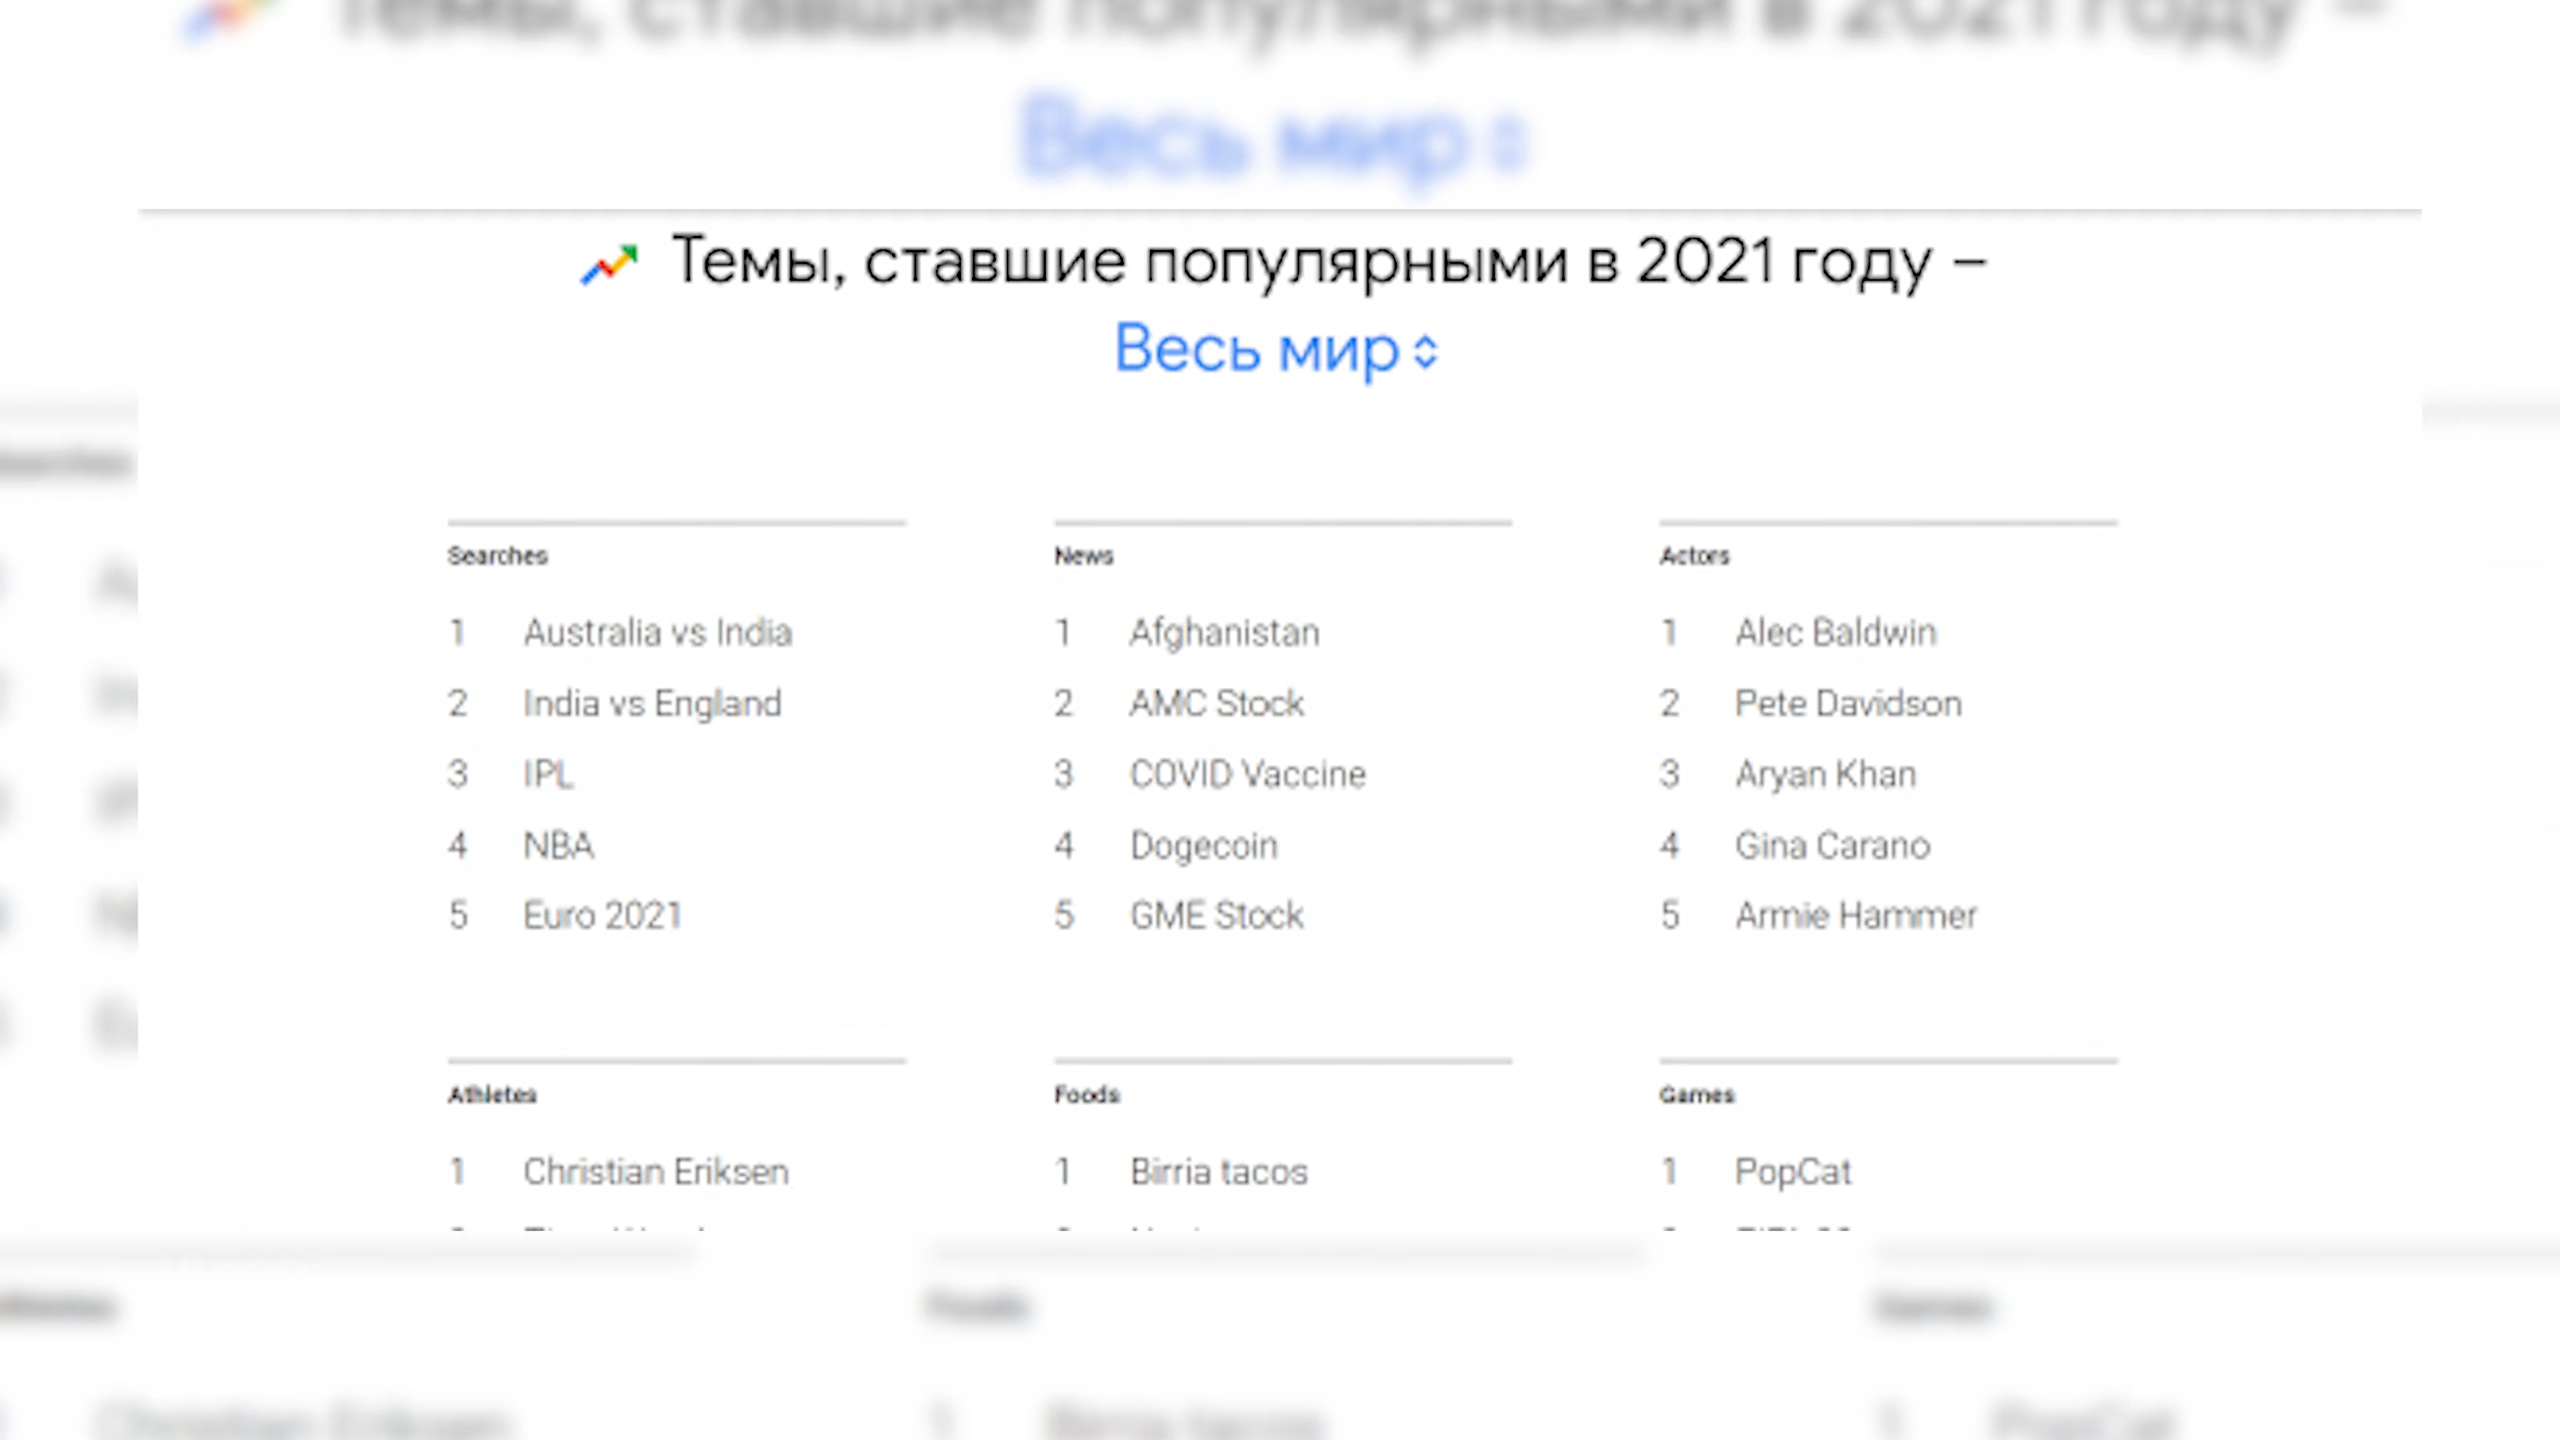 Темы, ставшие популярными в 2021 году –
Весь мир
Searches
1 Australia vs India
2 India vs England
3 IPL
4 NBA
5 Euro 2021
News
1 Afghanistan
2 AMC Stock
3 COVID Vaccine
4 Dogecoin
5 GME Stock
Actors
1 Alec Baldwin
2 Pete Davidson
3 Aryan Khan
4 Gina Carano
5 Armie Hammer
Athletes
1 Christian Eriksen
Foods
1 Birria tacos
Games
1 PopCat